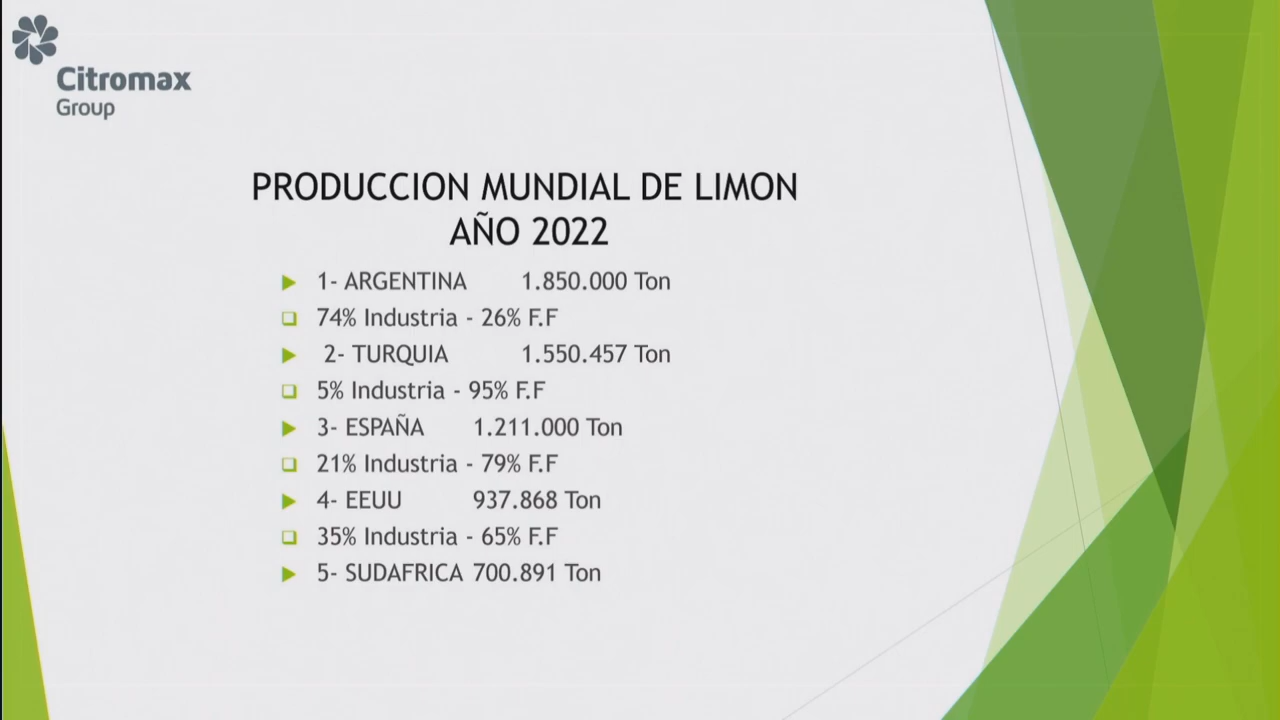 Citromax
Group
PRODUCCION MUNDIAL DE LIMON
AÑO 2022
1- ARGENTINA 1.850.000 Ton
74% Industria - 26% F.F
2- TURQUIA 1.550.457 Ton
5% Industria - 95% F.F
3- ESPAÑA 1.211.000 Ton
21% Industria - 79% F.F
4- EEUU 937.868 Ton
35% Industria - 65% F.F
5- SUDAFRICA 700.891 Ton